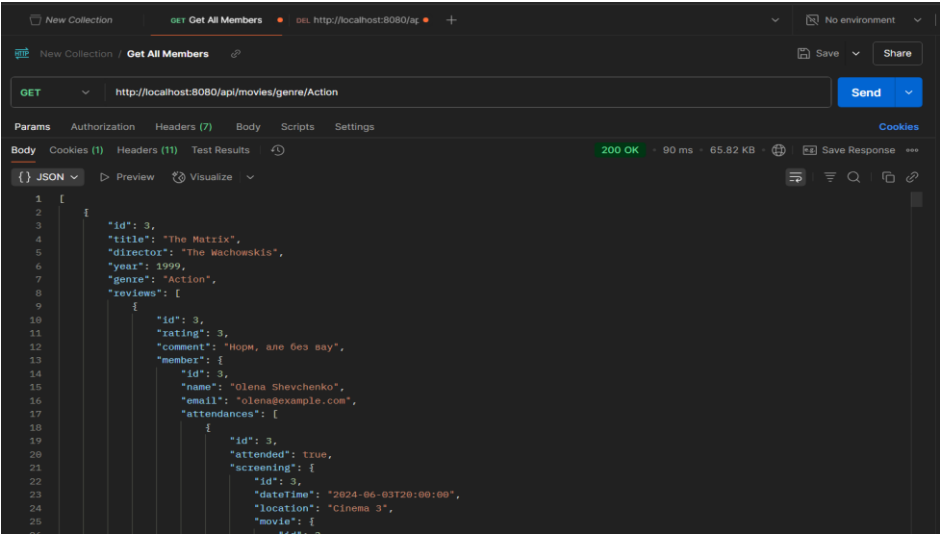 New Collection GET Get All Members DEL http://localhost:8080/ap + No environment
HTTP New Collection / Get All Members Save Share
GET http://localhost:8080/api/movies/genre/Action Send
Params Authorization Headers (7) Body Scripts Settings Cookies
Body Cookies (1) Headers (11) Test Results 200 OK 90 ms 65.82 KB Save Response
{} JSON Preview Visualize
1 [
2 {
3 "id": 3,
4 "title": "The Matrix",
5 "director": "The Wachowskis",
6 "year": 1999,
7 "genre": "Action",
8 "reviews": [
9 {
10 "id": 3,
11 "rating": 3,
12 "comment": "Норм, але без вау",
13 "member": {
14 "id": 3,
15 "name": "Olena Shevchenko",
16 "email": "olena@example.com",
17 "attendances": [
18 {
19 "id": 3,
20 "attended": true,
21 "screening": {
22 "id": 3,
23 "dateTime": "2024-06-03T20:00:00",
24 "location": "Cinema 3",
25 "movie": {